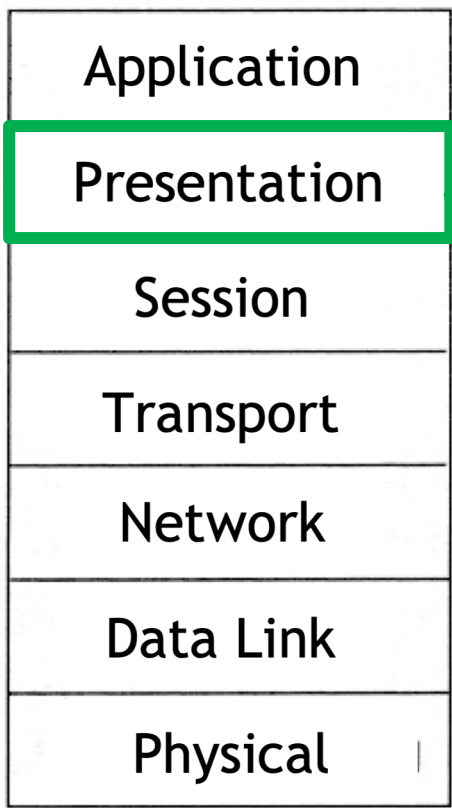 Application
Presentation
Session
Transport
Network
Data Link
Physical